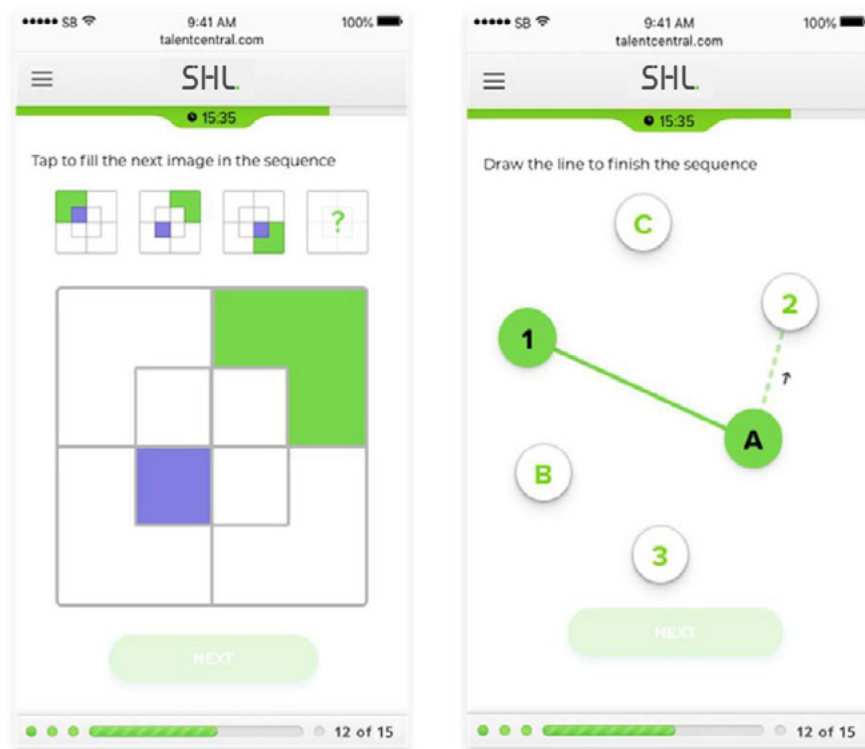 SB 9:41 AM 100%
talentcentral.com
SHL.
15:35
Tap to fill the next image in the sequence
?
NEXT
12 of 15
SB 9:41 AM 100%
talentcentral.com
SHL.
15:35
Draw the line to finish the sequence
C
2
1
A
B
3
NEXT
12 of 15